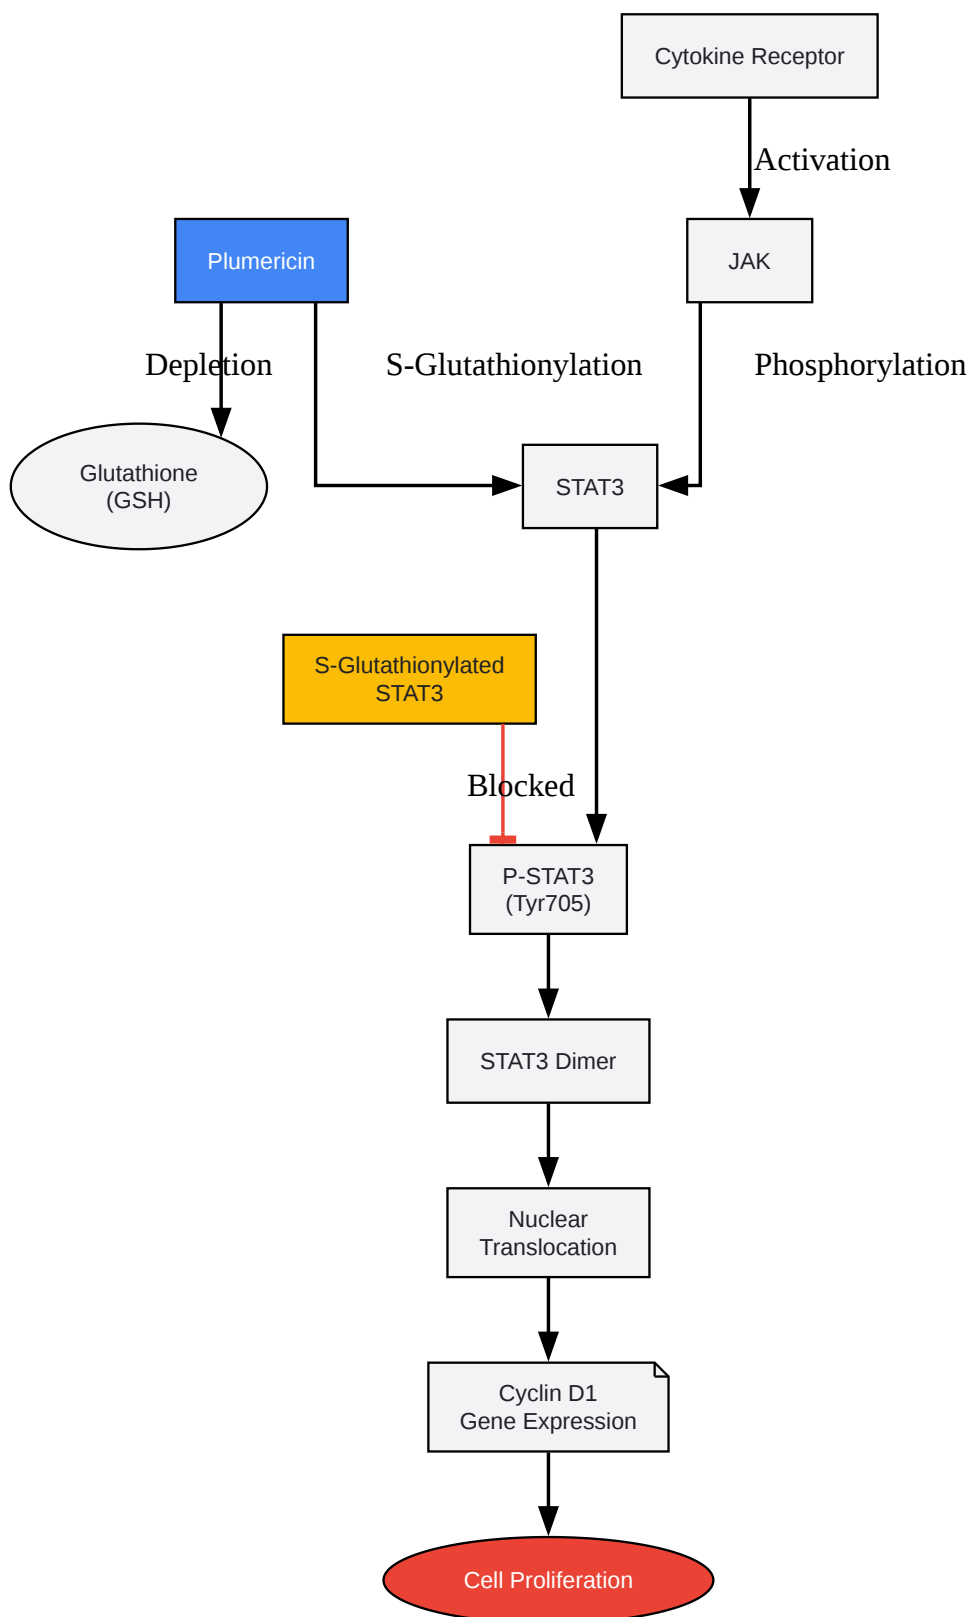 Cytokine Receptor
Activation
Plumericin
JAK
Depletion
S-Glutathionylation
Phosphorylation
Glutathione
(GSH)
STAT3
S-Glutathionylated
STAT3
Blocked
P-STAT3
(Tyr705)
STAT3 Dimer
Nuclear
Translocation
Cyclin D1
Gene Expression
Cell Proliferation